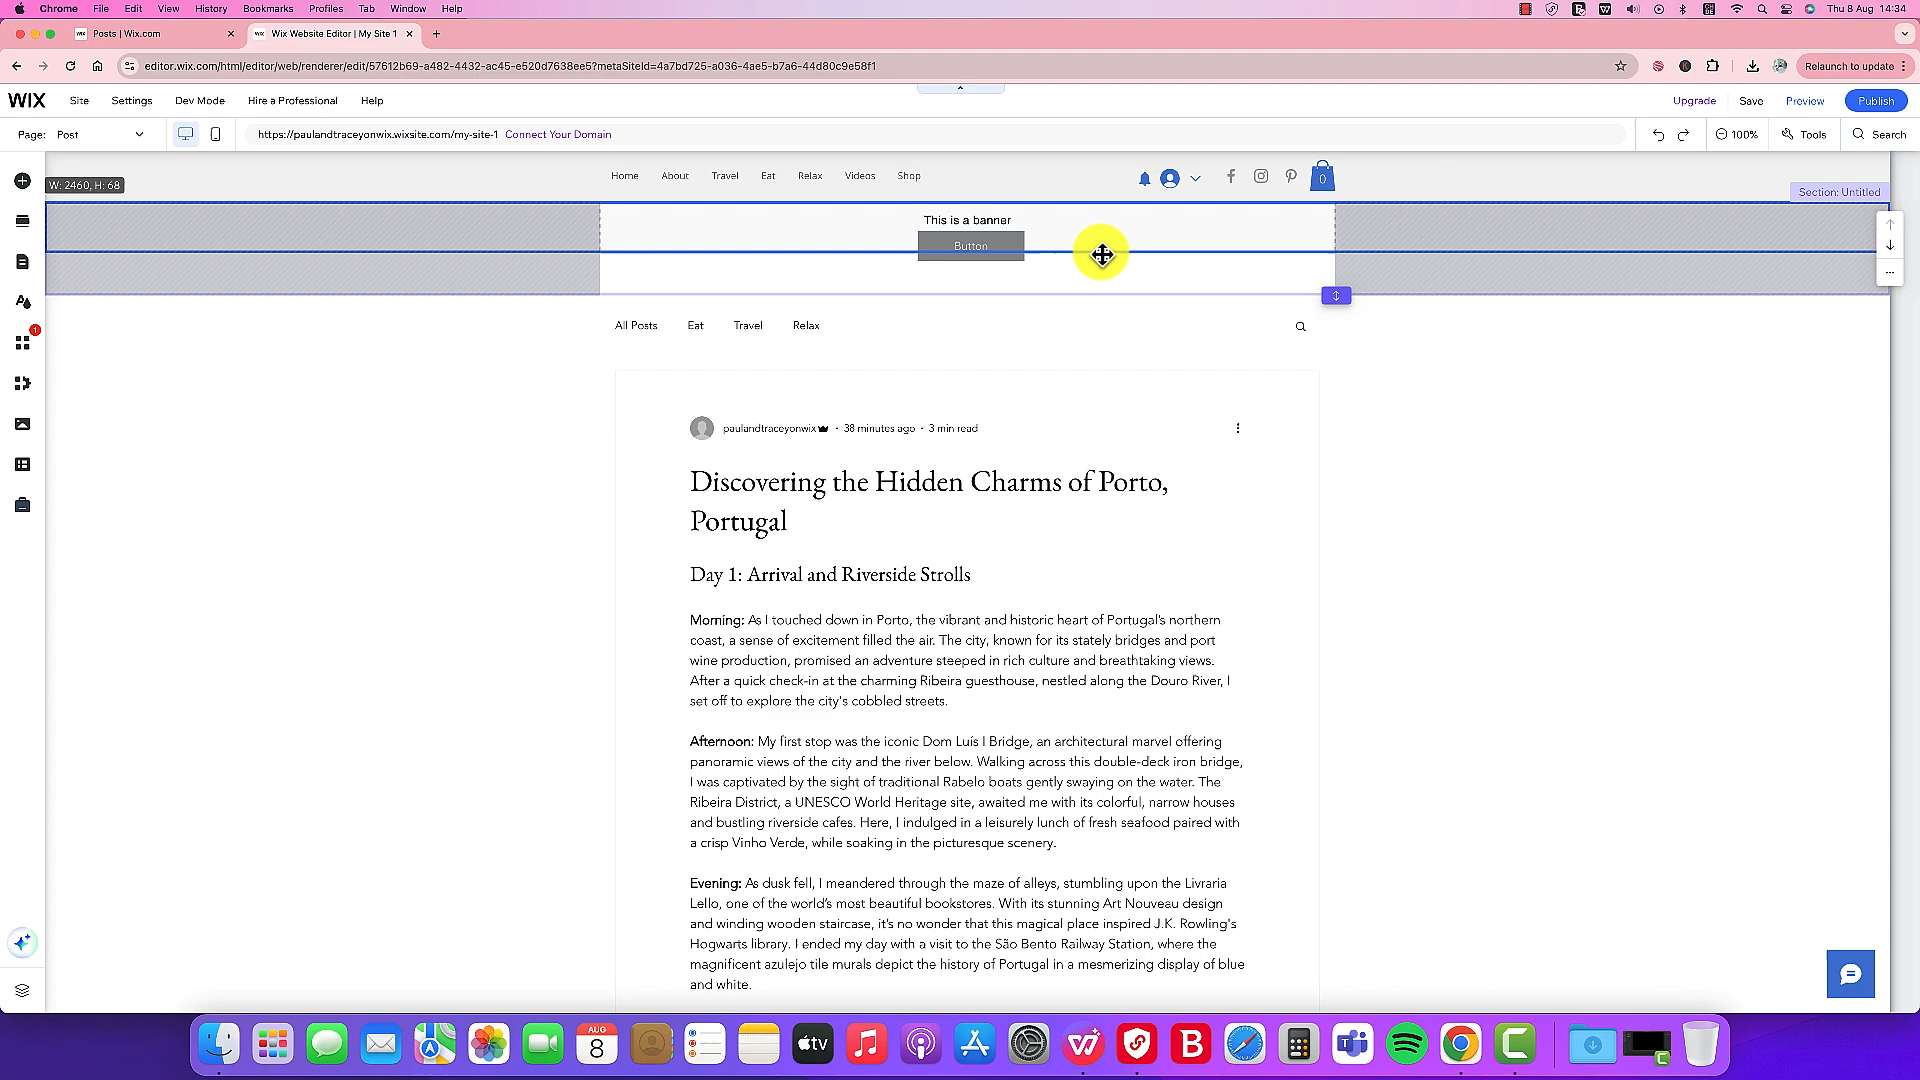 Chrome File Edit View History Bookmarks Profiles Tab Window Help Thu 8 Aug 14:34
Posts | Wix.com Wix Website Editor | My Site 1
editor.wix.com/html/editor/web/renderer/edit/57612b69-a482-4432-ac45-e520d7638ee5?metaSiteId=4a7bd725-a036-4ae5-b7a6-44d80c9e58f1 Relaunch to update
WIX Site Settings Dev Mode Hire a Professional Help Upgrade Save Preview Publish
Page: Post https://paulandtraceyonwix.wixsite.com/my-site-1 Connect Your Domain 100% Tools Search
Home About Travel Eat Relax Videos Shop 0
W: 2460, H: 68
Section: Untitled
This is a banner
Button
All Posts Eat Travel Relax
1
paulandtraceyonwix · 38 minutes ago · 3 min read
Discovering the Hidden Charms of Porto,
Portugal
Day 1: Arrival and Riverside Strolls
Morning: As I touched down in Porto, the vibrant and historic heart of Portugal's northern
coast, a sense of excitement filled the air. The city, known for its stately bridges and port
wine production, promised an adventure steeped in rich culture and breathtaking views.
After a quick check-in at the charming Ribeira guesthouse, nestled along the Douro River, I
set off to explore the city's cobbled streets.
Afternoon: My first stop was the iconic Dom Luís I Bridge, an architectural marvel offering
panoramic views of the city and the river below. Walking across this double-deck iron bridge,
I was captivated by the sight of traditional Rabelo boats gently swaying on the water. The
Ribeira District, a UNESCO World Heritage site, awaited me with its colorful, narrow houses
and bustling riverside cafes. Here, I indulged in a leisurely lunch of fresh seafood paired with
a crisp Vinho Verde, while soaking in the picturesque scenery.
Evening: As dusk fell, I meandered through the maze of alleys, stumbling upon the Livraria
Lello, one of the world's most beautiful bookstores. With its stunning Art Nouveau design
and winding wooden staircase, it's no wonder that this magical place inspired J.K. Rowling's
Hogwarts library. I ended my day with a visit to the São Bento Railway Station, where the
magnificent azulejo tile murals depict the history of Portugal in a mesmerizing display of blue
and white.
AUG
8
tv